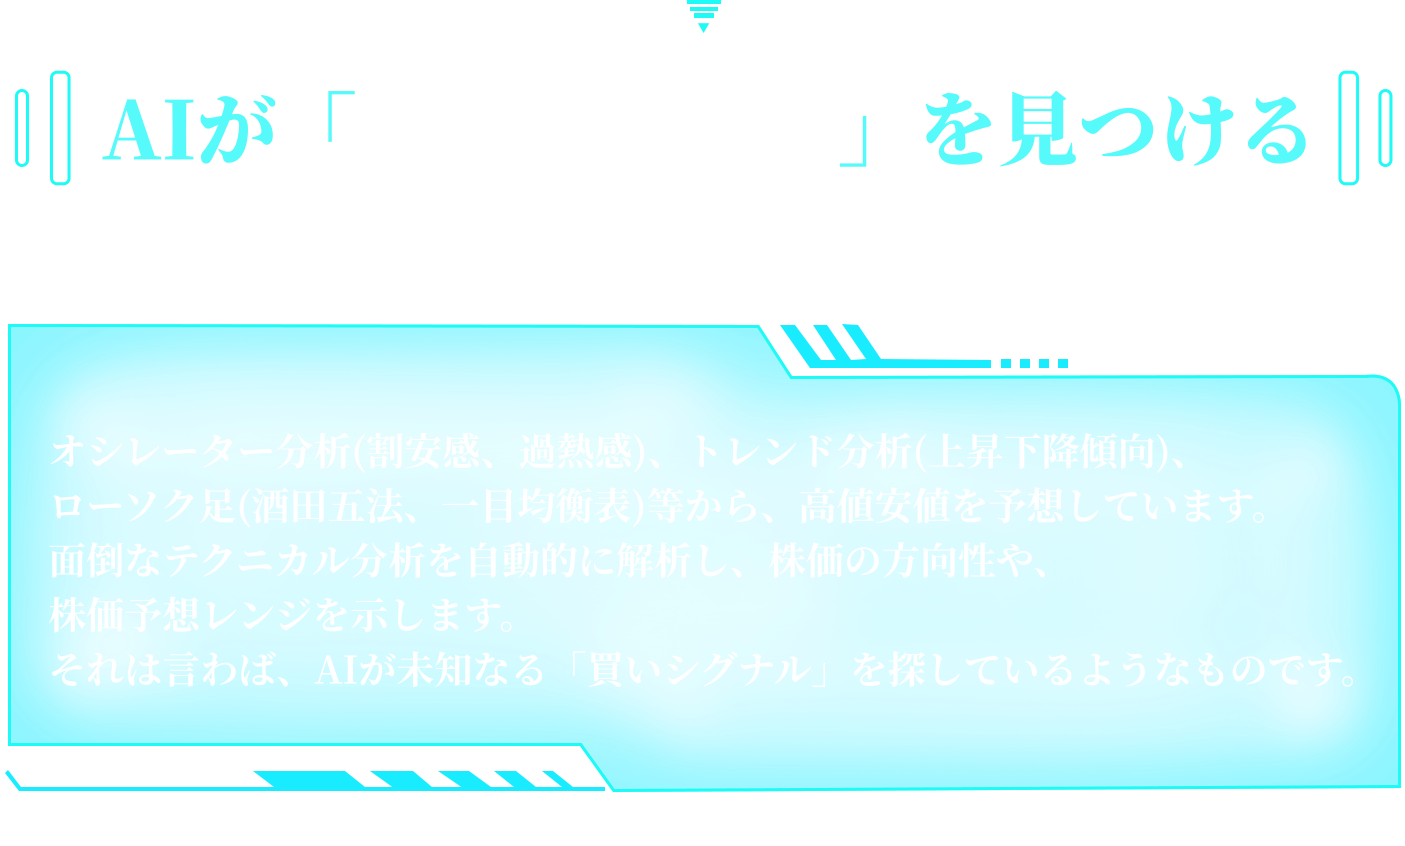 AIが「 」を見つける
オシレーター分析(割安感、過熱感)、トレンド分析(上昇下降傾向)、
ローソク足(酒田五法、一目均衡表)等から、高値安値を予想しています。
面倒なテクニカル分析を自動的に解析し、株価の方向性や、
株価予想レンジを示します。
それは言わば、AIが未知なる「買いシグナル」を探しているようなものです。